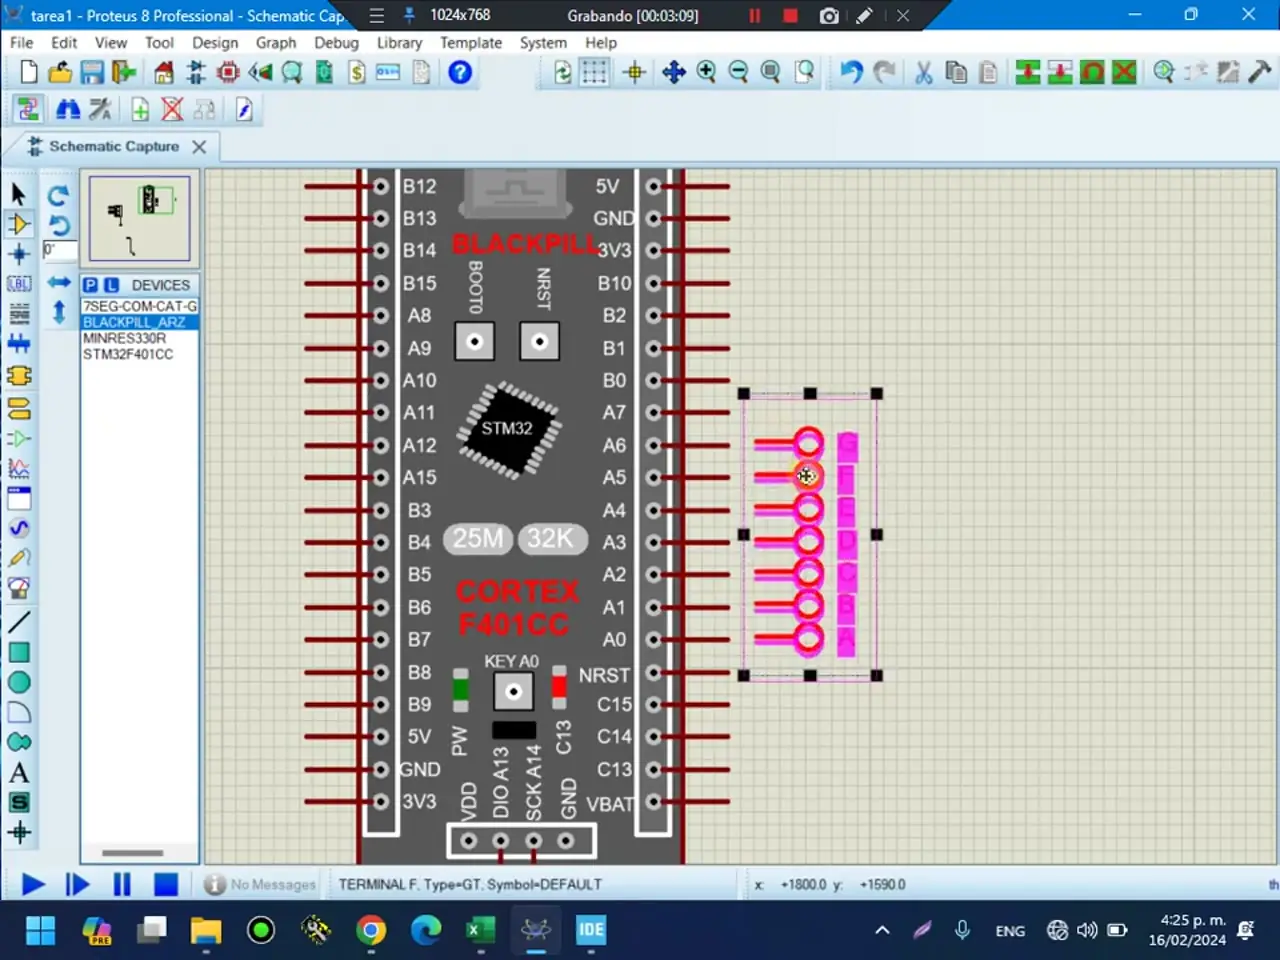 tarea1 - Proteus 8 Professional - Schematic Cap
1024x768
Grabando [00:03:09]
File Edit View Tool Design Graph Debug Library Template System Help
Schematic Capture
0°
P L DEVICES
7SEG-COM-CAT-G
BLACKPILL_ARZ
MINRES330R
STM32F401CC
LBL
A
S
B12
B13
B14
B15
A8
A9
A10
A11
A12
A15
B3
B4
B5
B6
B7
B8
B9
5V
GND
3V3
BLACKPILL
BOOT0
NRST
STM32
25M
32K
CORTEX
F401CC
KEY A0
PW
C13
VDD
DIO A13
SCK A14
GND
5V
GND
3V3
B10
B2
B1
B0
A7
A6
A5
A4
A3
A2
A1
A0
NRST
C15
C14
C13
VBAT
G
F
E
D
C
B
A
No Messages
TERMINAL F, Type=GT, Symbol=DEFAULT
x: +1800.0 y: +1590.0
th
PRE
IDE
ENG
4:25 p. m.
16/02/2024